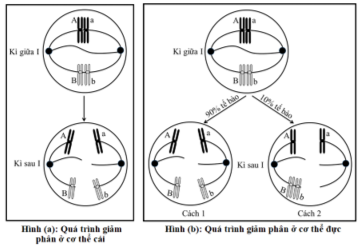 A a
Kì giữa I
B b
A a
Kì sau I
B b
Hình (a): Quá trình giảm
phân ở cơ thể cái
A a
Kì giữa I
B b
90% tế bào
10% tế bào
A a
Kì sau I
B b
Cách 1
A a
B b
Cách 2
Hình (b): Quá trình giảm phân ở cơ thể đực